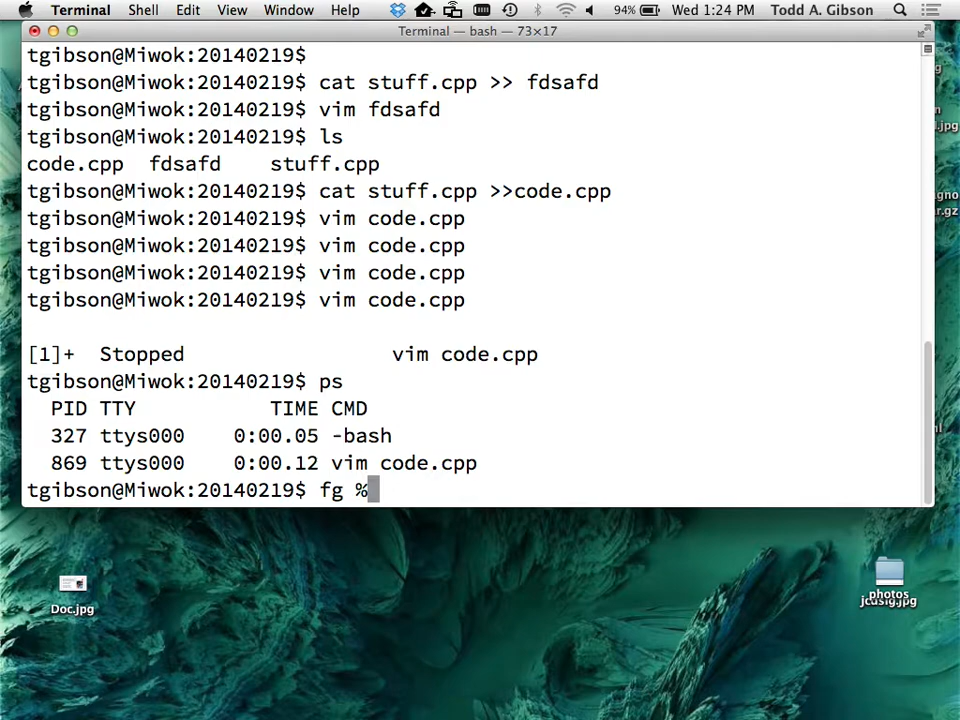 Terminal Shell Edit View Window Help 94% Wed 1:24 PM Todd A. Gibson
Terminal — bash — 73×17
tgibson@Miwok:20140219$
tgibson@Miwok:20140219$ cat stuff.cpp >> fdsafd
tgibson@Miwok:20140219$ vim fdsafd
tgibson@Miwok:20140219$ ls
code.cpp fdsafd stuff.cpp
tgibson@Miwok:20140219$ cat stuff.cpp >>code.cpp
tgibson@Miwok:20140219$ vim code.cpp
tgibson@Miwok:20140219$ vim code.cpp
tgibson@Miwok:20140219$ vim code.cpp
tgibson@Miwok:20140219$ vim code.cpp
[1]+ Stopped vim code.cpp
tgibson@Miwok:20140219$ ps
PID TTY TIME CMD
327 ttys000 0:00.05 -bash
869 ttys000 0:00.12 vim code.cpp
tgibson@Miwok:20140219$ fg %
Doc.jpg
photos
jcusig.jpg